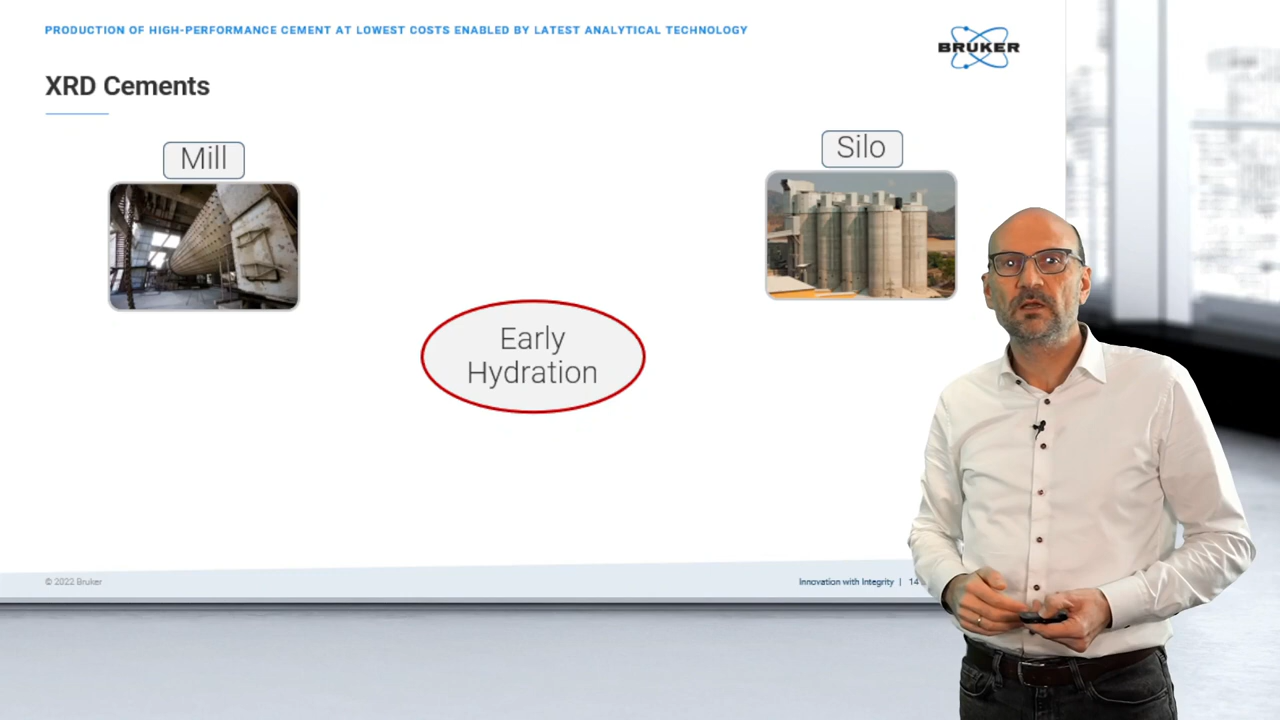 PRODUCTION OF HIGH-PERFORMANCE CEMENT AT LOWEST COSTS ENABLED BY LATEST ANALYTICAL TECHNOLOGY
BRUKER
XRD Cements
Mill
Silo
Early
Hydration
© 2022 Bruker
Innovation with Integrity | 14